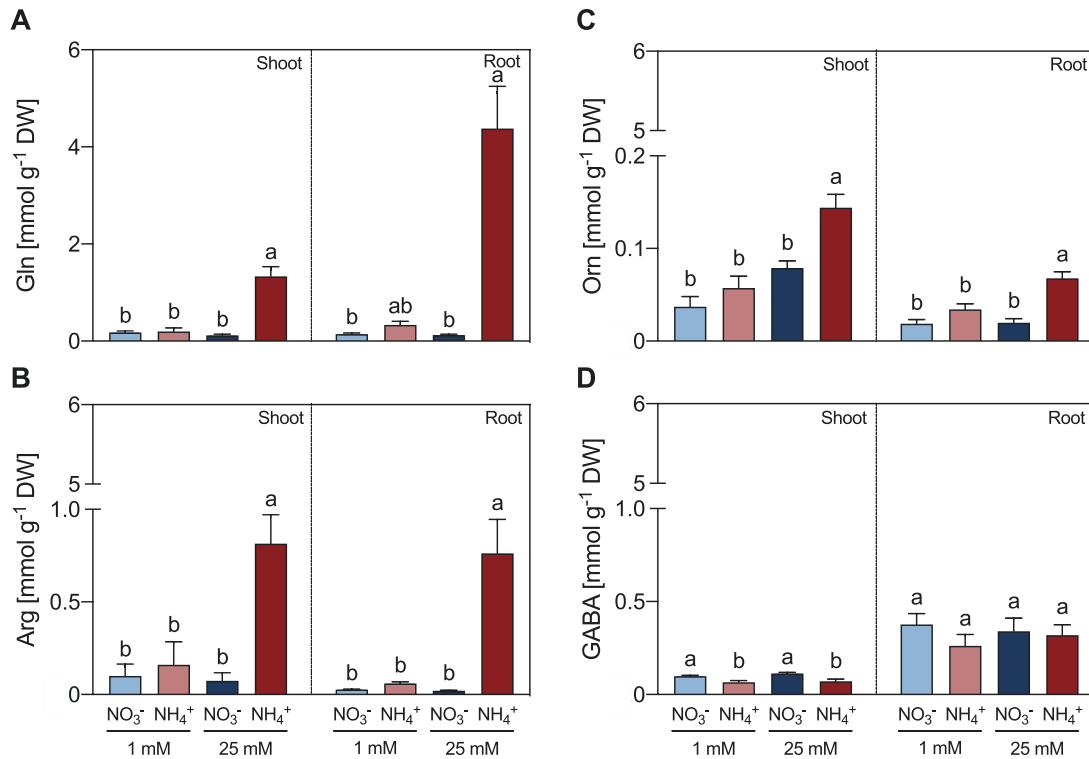 A
Gln [mmol g⁻¹ DW]
6
4
2
0
Shoot
Root
b
b
b
a
b
ab
b
a
B
Arg [mmol g⁻¹ DW]
6
5
1.0
0.5
0
Shoot
Root
b
b
b
a
b
b
b
a
NO₃⁻ NH₄⁺ NO₃⁻ NH₄⁺ NO₃⁻ NH₄⁺ NO₃⁻ NH₄⁺
1 mM 25 mM 1 mM 25 mM
C
Orn [mmol g⁻¹ DW]
6
5
0.2
0.1
0
Shoot
Root
b
b
b
a
b
b
b
a
D
GABA [mmol g⁻¹ DW]
6
5
1.0
0.5
0
Shoot
Root
a
b
a
b
a
a
a
a
NO₃⁻ NH₄⁺ NO₃⁻ NH₄⁺ NO₃⁻ NH₄⁺ NO₃⁻ NH₄⁺
1 mM 25 mM 1 mM 25 mM